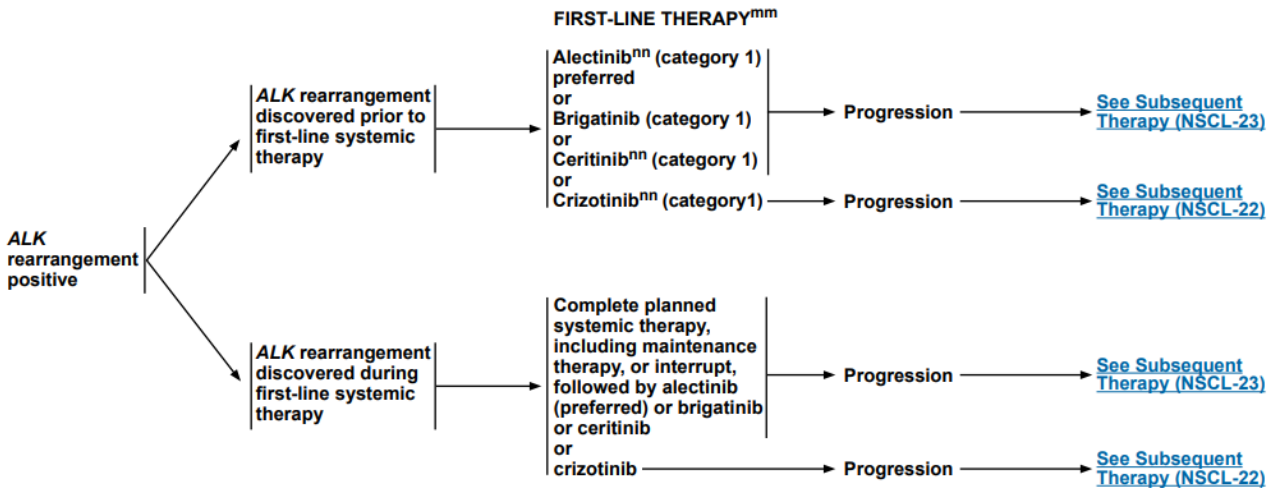 FIRST-LINE THERAPYmm
ALK
rearrangement
positive
ALK rearrangement
discovered prior to
first-line systemic
therapy
Alectinibnn (category 1)
preferred
or
Brigatinib (category 1)
or
Ceritinibnn (category 1)
or
Crizotinibnn (category1)
Progression
See Subsequent
Therapy (NSCL-23)
Progression
See Subsequent
Therapy (NSCL-22)
ALK rearrangement
discovered during
first-line systemic
therapy
Complete planned
systemic therapy,
including maintenance
therapy, or interrupt,
followed by alectinib
(preferred) or brigatinib
or ceritinib
or
crizotinib
Progression
See Subsequent
Therapy (NSCL-23)
Progression
See Subsequent
Therapy (NSCL-22)